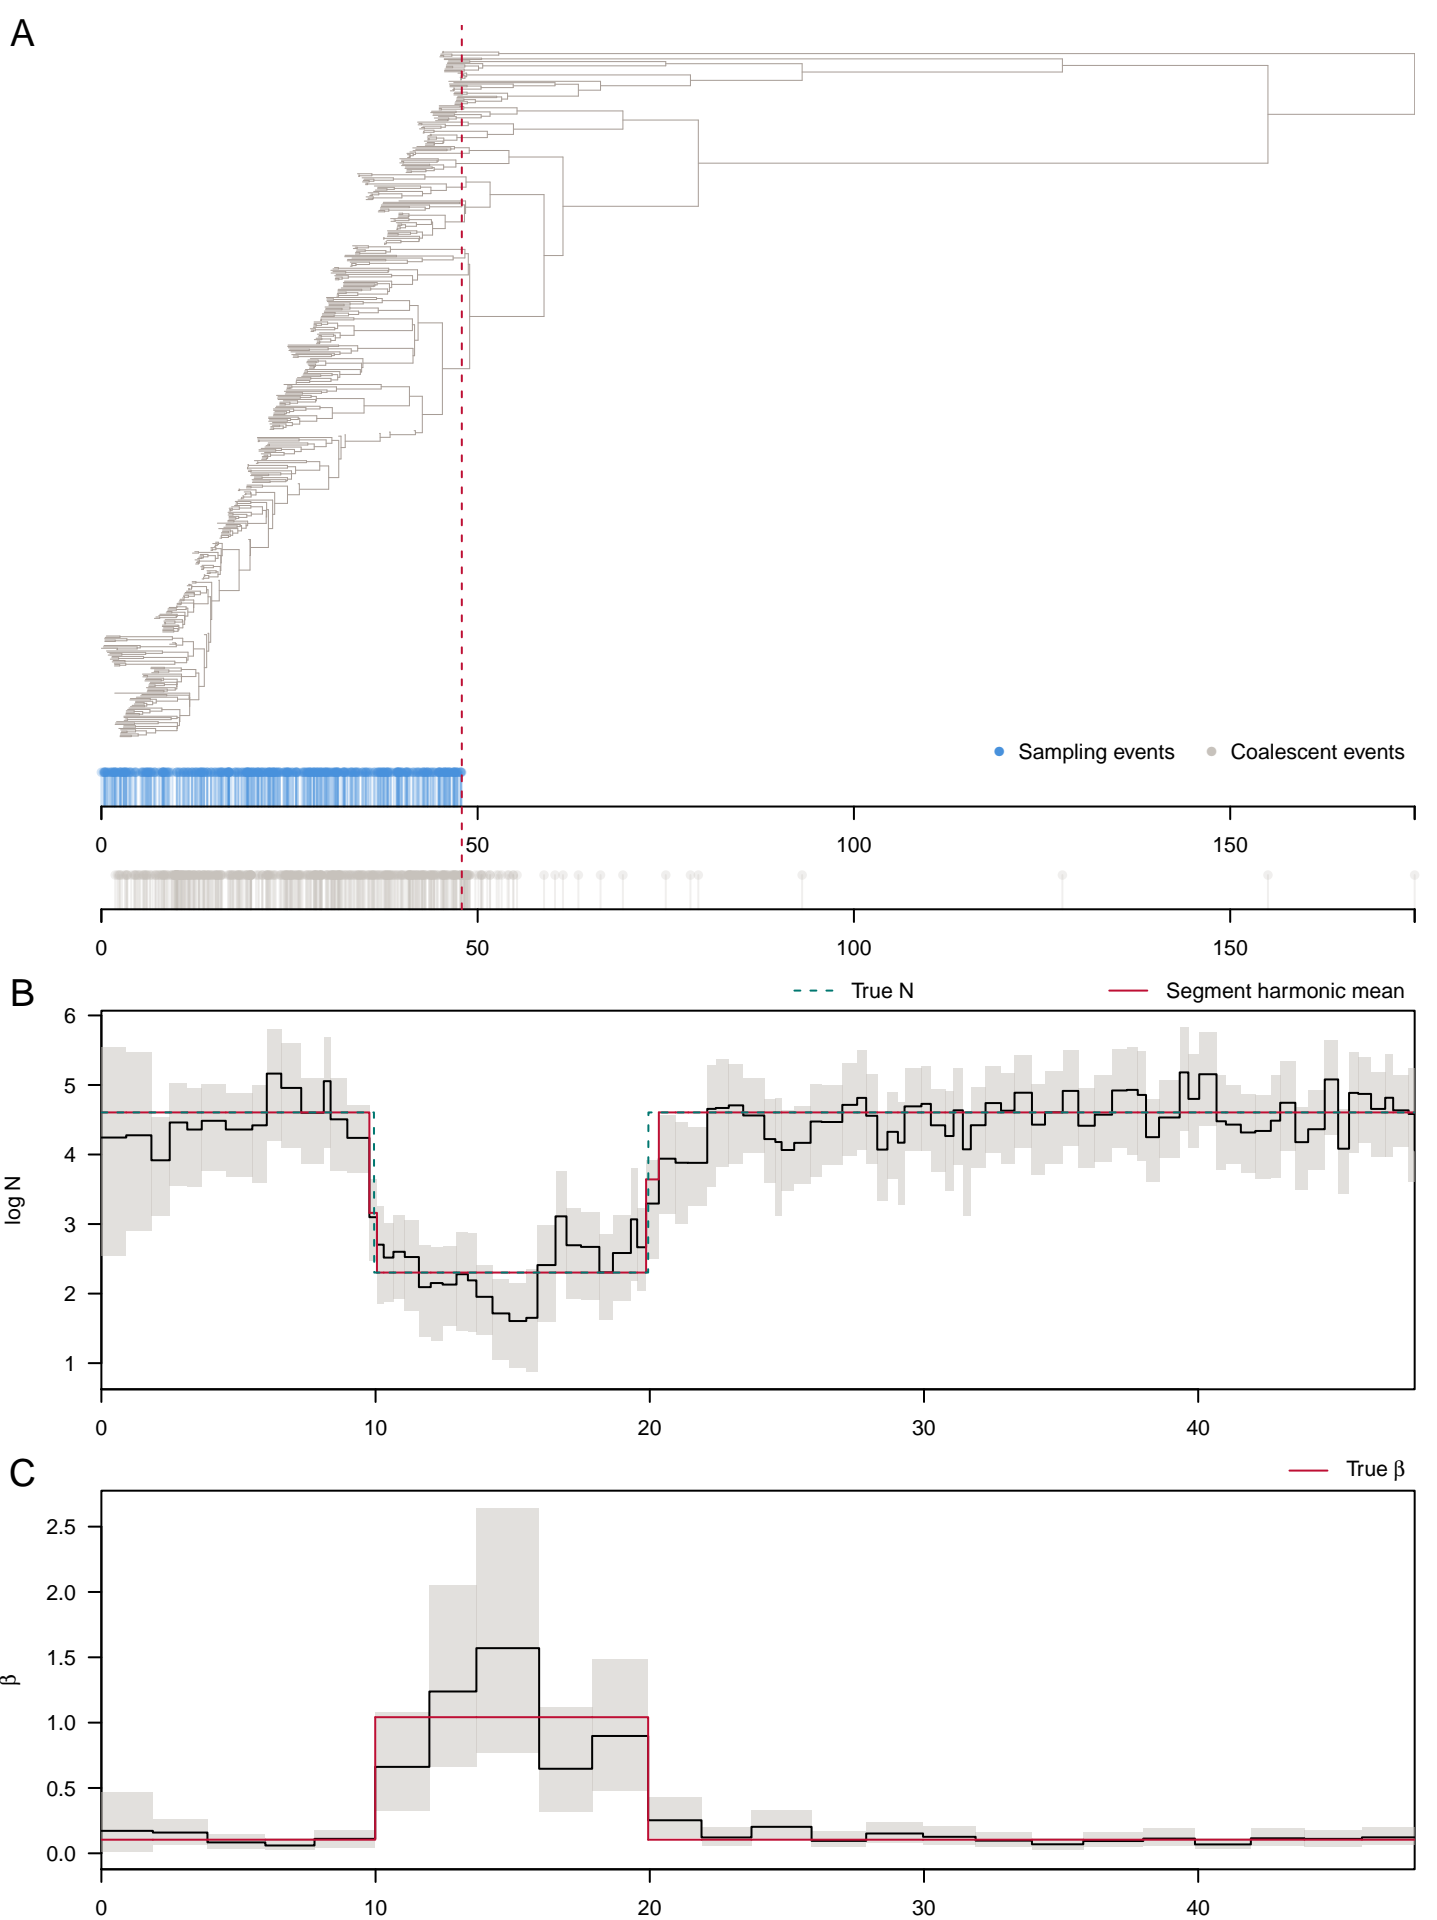 A
Sampling events Coalescent events
0 50 100 150
0 50 100 150
B
True N Segment harmonic mean
6
5
4
3
2
1
log N
0 10 20 30 40
C
True β
2.5
2.0
1.5
1.0
0.5
0.0
β
0 10 20 30 40